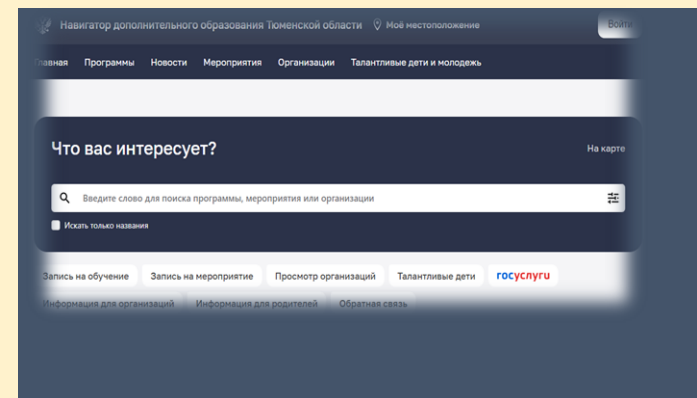 Навигатор дополнительного образования Тюменской области Моё местоположение Войти
Главная Программы Новости Мероприятия Организации Талантливые дети и молодежь
Что вас интересует?
На карте
Введите слово для поиска программы, мероприятия или организации
Искать только названия
Запись на обучение Запись на мероприятие Просмотр организаций Талантливые дети госуслуги
Информация для организаций Информация для родителей Обратная связь